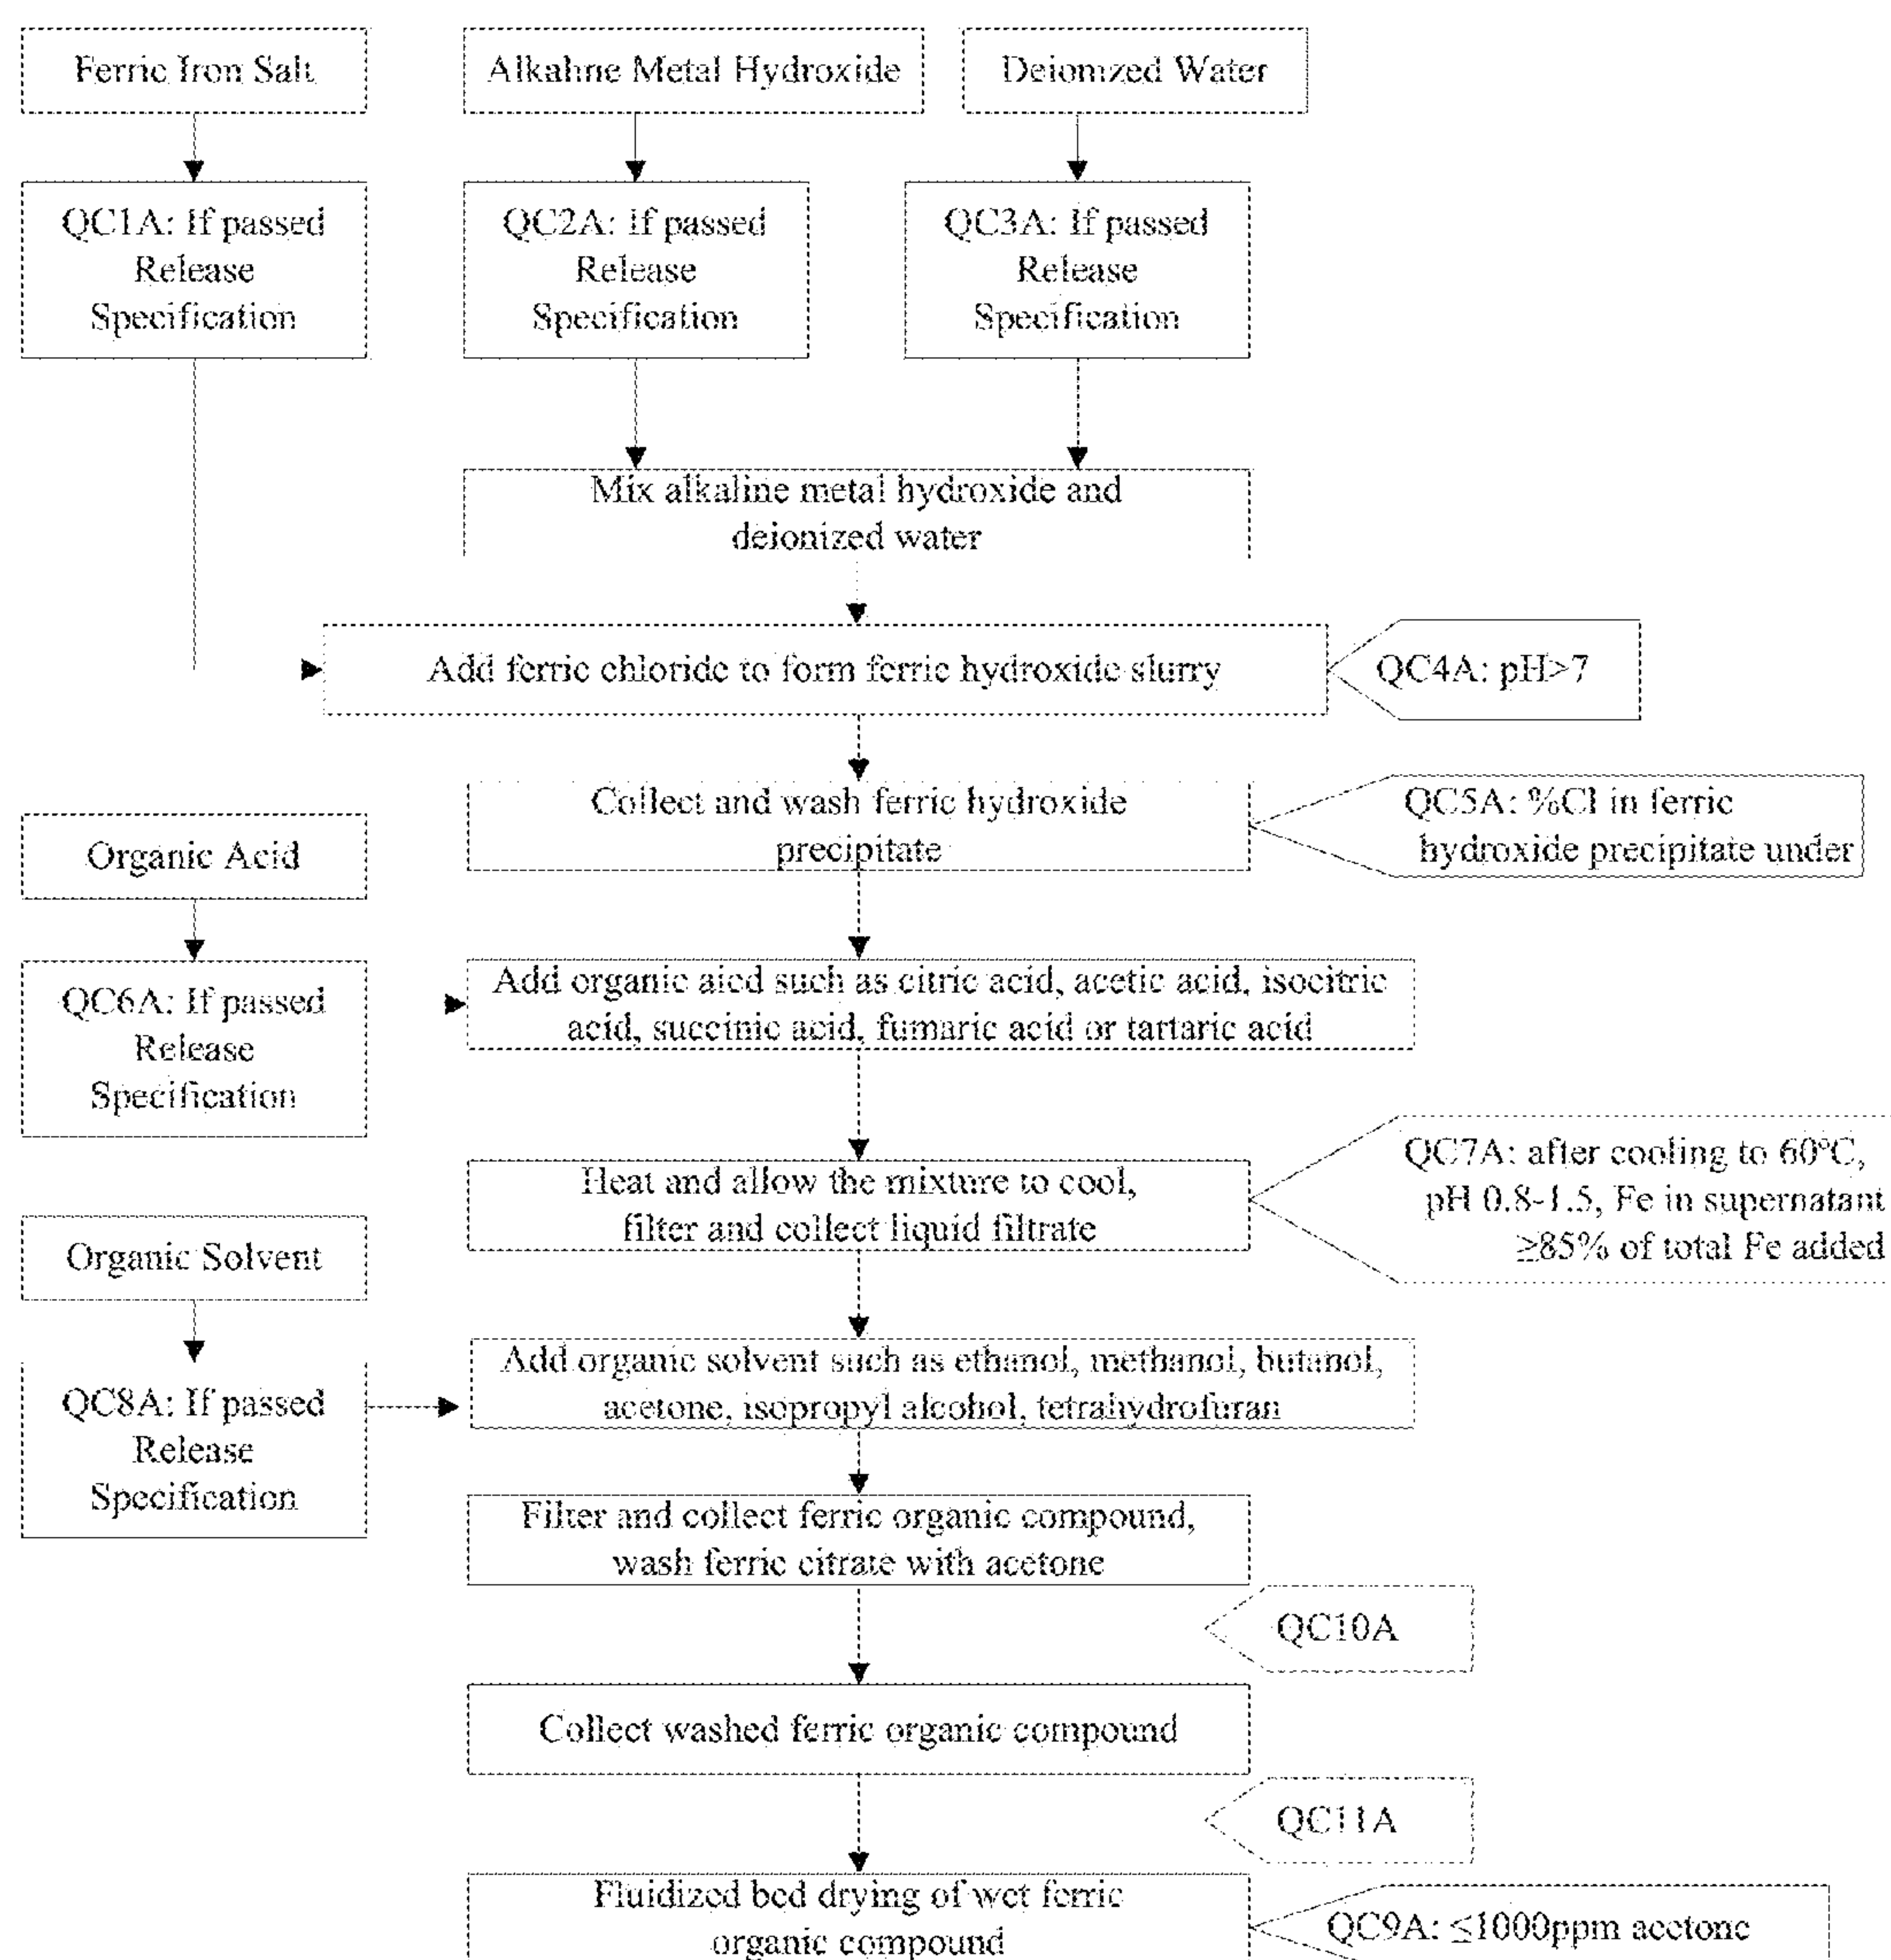 Ferric Iron Salt
Alkaline Metal Hydroxide
Deionized Water
QC1A: If passed
Release
Specification
QC2A: If passed
Release
Specification
QC3A: If passed
Release
Specification
Mix alkaline metal hydroxide and
deionized water
Add ferric chloride to form ferric hydroxide slurry
QC4A: pH>7
Collect and wash ferric hydroxide
precipitate
QC5A: %Cl in ferric
hydroxide precipitate under
Organic Acid
QC6A: If passed
Release
Specification
Add organic aicd such as citric acid, acetic acid, isocitric
acid, succinic acid, fumaric acid or tartaric acid
Heat and allow the mixture to cool,
filter and collect liquid filtrate
QC7A: after cooling to 60°C,
pH 0.8-1.5, Fe in supernatant
≥85% of total Fe added
Organic Solvent
QC8A: If passed
Release
Specification
Add organic solvent such as ethanol, methanol, butanol,
acetone, isopropyl alcohol, tetrahydrofuran
Filter and collect ferric organic compound,
wash ferric citrate with acetone
QC10A
Collect washed ferric organic compound
QC11A
Fluidized bed drying of wet ferric
organic compound
QC9A: ≤1000ppm acetone